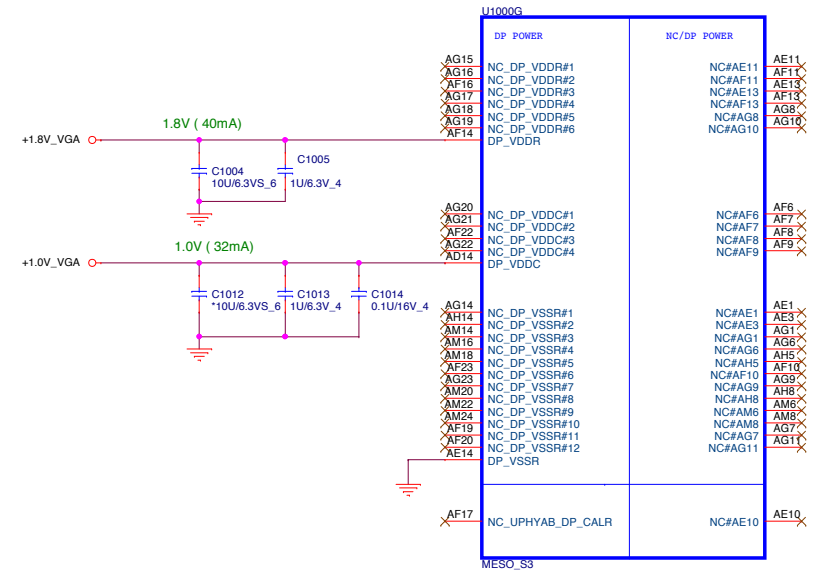 U1000G
DP POWER NC/DP POWER
AG15 NC_DP_VDDR#1 NC#AE11 AE11
AG16 NC_DP_VDDR#2 NC#AF11 AF11
AF16 NC_DP_VDDR#3 NC#AE13 AE13
AG17 NC_DP_VDDR#4 NC#AF13 AF13
AG18 NC_DP_VDDR#5 NC#AG8 AG8
AG19 NC_DP_VDDR#6 NC#AG10 AG10
1.8V ( 40mA)
+1.8V_VGA AF14 DP_VDDR
C1004 C1005
10U/6.3VS_6 1U/6.3V_4
AG20 NC_DP_VDDC#1 NC#AF6 AF6
AG21 NC_DP_VDDC#2 NC#AF7 AF7
AF22 NC_DP_VDDC#3 NC#AF8 AF8
AG22 NC_DP_VDDC#4 NC#AF9 AF9
1.0V ( 32mA)
+1.0V_VGA AD14 DP_VDDC
C1012 C1013 C1014
*10U/6.3VS_6 1U/6.3V_4 0.1U/16V_4
AG14 NC_DP_VSSR#1 NC#AE1 AE1
AH14 NC_DP_VSSR#2 NC#AE3 AE3
AM14 NC_DP_VSSR#3 NC#AG1 AG1
AM16 NC_DP_VSSR#4 NC#AG6 AG6
AM18 NC_DP_VSSR#5 NC#AH5 AH5
AF23 NC_DP_VSSR#6 NC#AF10 AF10
AG23 NC_DP_VSSR#7 NC#AG9 AG9
AM20 NC_DP_VSSR#8 NC#AH8 AH8
AM22 NC_DP_VSSR#9 NC#AM6 AM6
AM24 NC_DP_VSSR#10 NC#AM8 AM8
AF19 NC_DP_VSSR#11 NC#AG7 AG7
AF20 NC_DP_VSSR#12 NC#AG11 AG11
AE14 DP_VSSR
AF17 NC_UPHYAB_DP_CALR NC#AE10 AE10
MESO_S3